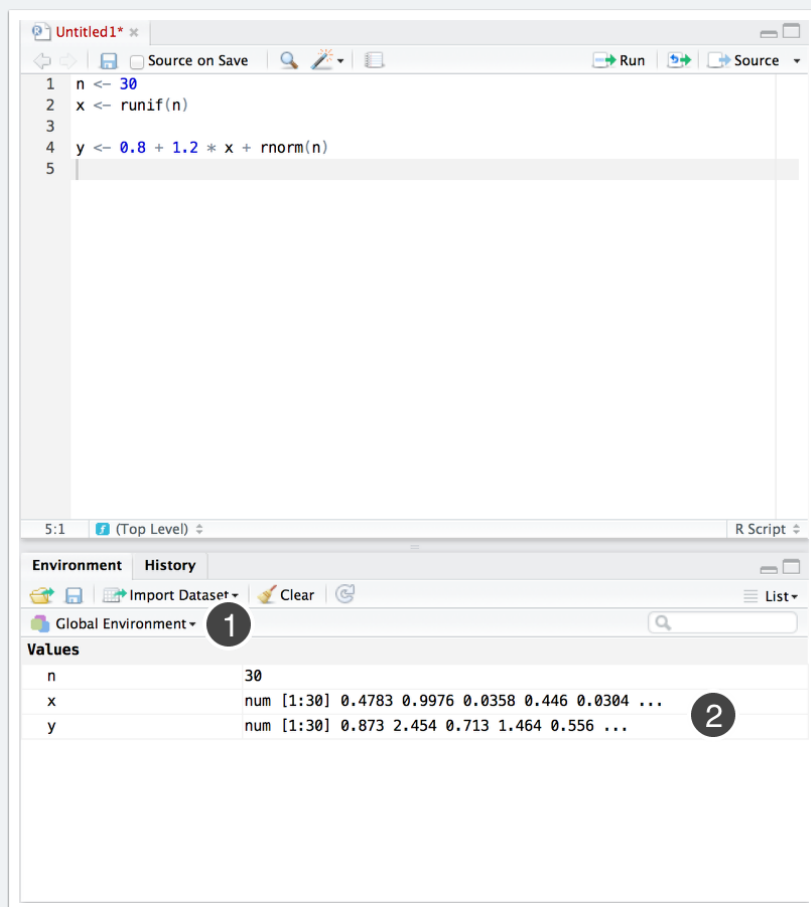 Untitled1*
Source on Save Run Source
1 n <- 30
2 x <- runif(n)
3
4 y <- 0.8 + 1.2 * x + rnorm(n)
5
5:1 (Top Level) R Script
Environment History
Import Dataset Clear List
Global Environment 1
Values
n 30
x num [1:30] 0.4783 0.9976 0.0358 0.446 0.0304 ...
2
y num [1:30] 0.873 2.454 0.713 1.464 0.556 ...